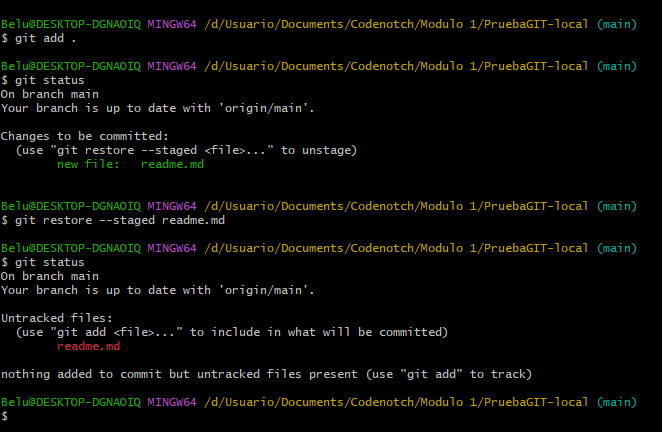 Belu@DESKTOP-DGNAOIQ MINGW64 /d/Usuario/Documents/Codenotch/Modulo 1/PruebaGIT-local (main)
$ git add .
Belu@DESKTOP-DGNAOIQ MINGW64 /d/Usuario/Documents/Codenotch/Modulo 1/PruebaGIT-local (main)
$ git status
On branch main
Your branch is up to date with 'origin/main'.
Changes to be committed:
  (use "git restore --staged <file>..." to unstage)
        new file:   readme.md
Belu@DESKTOP-DGNAOIQ MINGW64 /d/Usuario/Documents/Codenotch/Modulo 1/PruebaGIT-local (main)
$ git restore --staged readme.md
Belu@DESKTOP-DGNAOIQ MINGW64 /d/Usuario/Documents/Codenotch/Modulo 1/PruebaGIT-local (main)
$ git status
On branch main
Your branch is up to date with 'origin/main'.
Untracked files:
  (use "git add <file>..." to include in what will be committed)
        readme.md
nothing added to commit but untracked files present (use "git add" to track)
Belu@DESKTOP-DGNAOIQ MINGW64 /d/Usuario/Documents/Codenotch/Modulo 1/PruebaGIT-local (main)
$